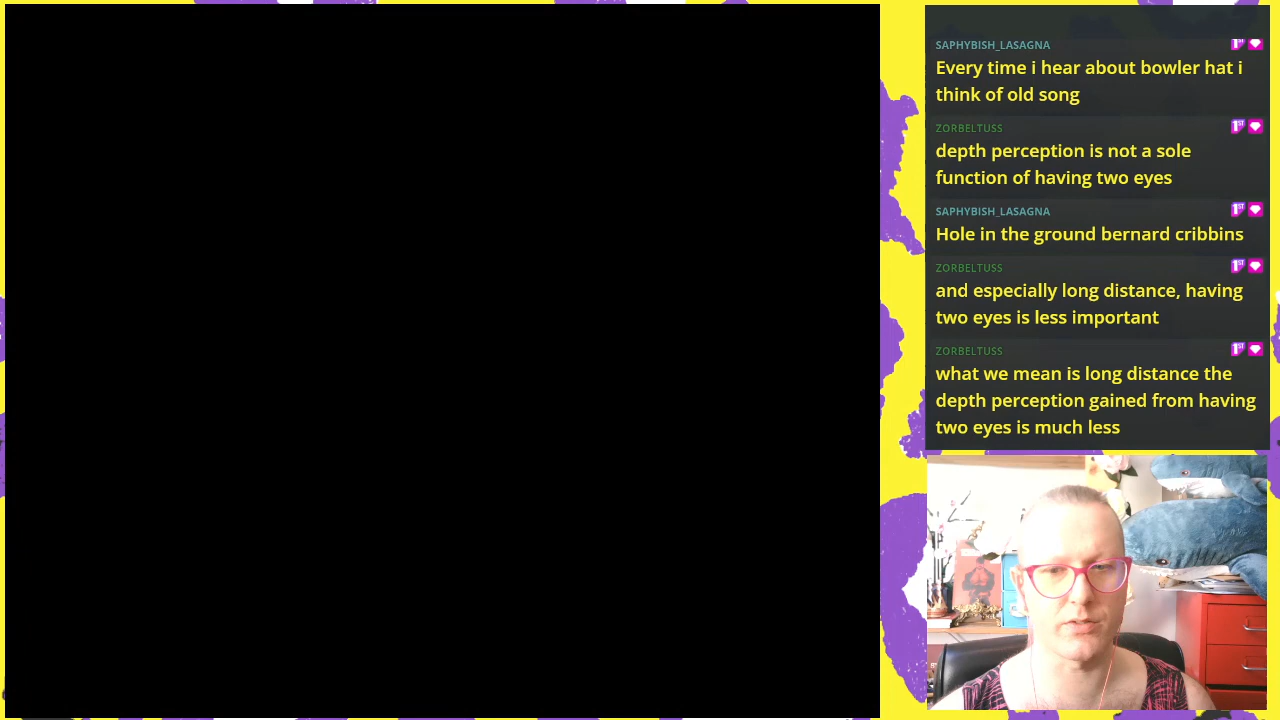 SAPHYBISH_LASAGNA
Every time i hear about bowler hat i
think of old song
ZORBELTUSS
depth perception is not a sole
function of having two eyes
SAPHYBISH_LASAGNA
Hole in the ground bernard cribbins
ZORBELTUSS
and especially long distance, having
two eyes is less important
ZORBELTUSS
what we mean is long distance the
depth perception gained from having
two eyes is much less